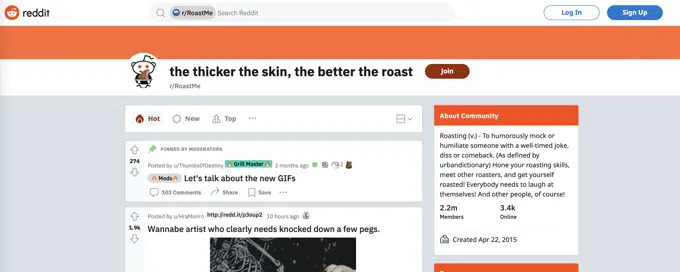 reddit
r/RoastMe Search Reddit
Log In
Sign Up
the thicker the skin, the better the roast
Join
r/RoastMe
Hot New Top ...
PINNED BY MODERATORS
274
Posted by u/Thumbs0fDestiny Grill Master 3 months ago
Mods Let's talk about the new GIFs
103 Comments Share Save ...
1.9k
Posted by u/HraMunro http://redd.it/p3oup2 10 hours ago
Wannabe artist who clearly needs knocked down a few pegs.
About Community
Roasting (v.) - To humorously mock or
humiliate someone with a well-timed joke,
diss or comeback. (As defined by
urbandictionary) Hone your roasting skills,
meet other roasters, and get yourself
roasted! Everybody needs to laugh at
themselves! And other people, of course!
2.2m 3.4k
Members Online
Created Apr 22, 2015